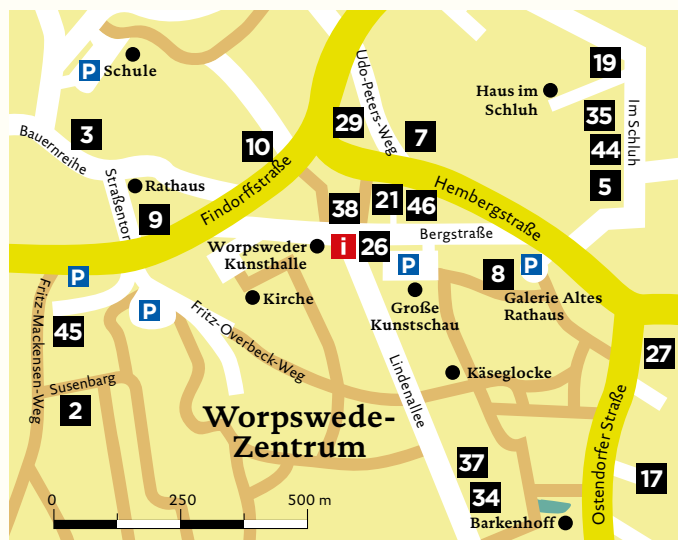 P Schule
Haus im
Schluh
19
35
44
5
Im Schluh
Udo-Peters-Weg
29
7
10
3
Bauernreihe
Straßentor
Rathaus
9
Findorffstraße
38
21
46
Hembergstraße
Bergstraße
Worpsweder
Kunsthalle
i
26
P
P
P
P
8
Galerie Altes
Rathaus
Kirche
Große
Kunstschau
Fritz-Mackensen-Weg
45
Susenbarg
2
Fritz-Overbeck-Weg
Lindenallee
Käseglocke
27
Ostendorfer Straße
17
Worpswede-
Zentrum
37
34
Barkenhoff
0 250 500 m